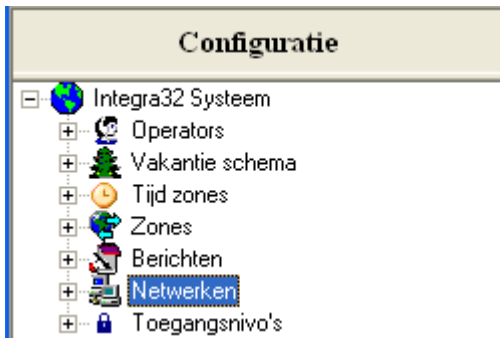 Configuratie
Integra32 Systeem
Operators
Vakantie schema
Tijd zones
Zones
Berichten
Netwerken
Toegangsnivo's